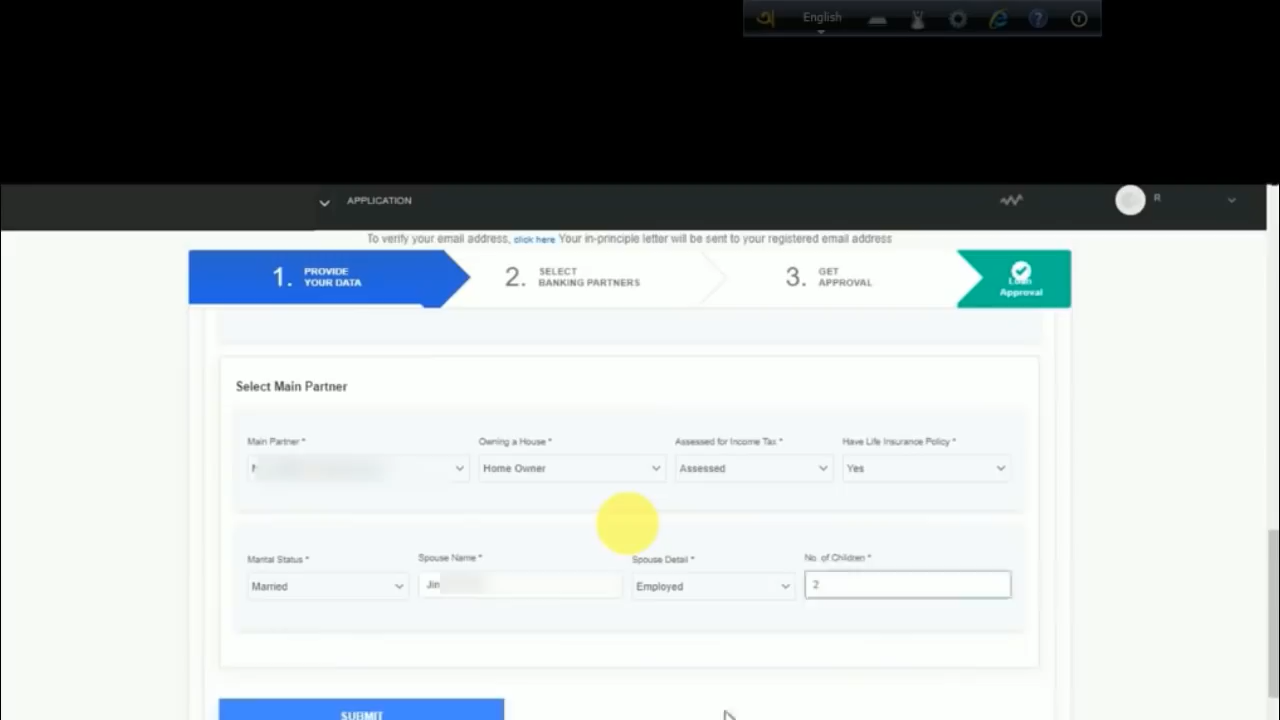 অ English
APPLICATION R
To verify your email address, click here Your in-principle letter will be sent to your registered email address
1. PROVIDE YOUR DATA
2. SELECT BANKING PARTNERS
3. GET APPROVAL
Loan Approval
Select Main Partner
Main Partner * Owning a House * Assessed for Income Tax * Have Life Insurance Policy *
Home Owner Assessed Yes
Marital Status * Spouse Name * Spouse Detail * No. of Children *
Married Jin Employed 2
SUBMIT